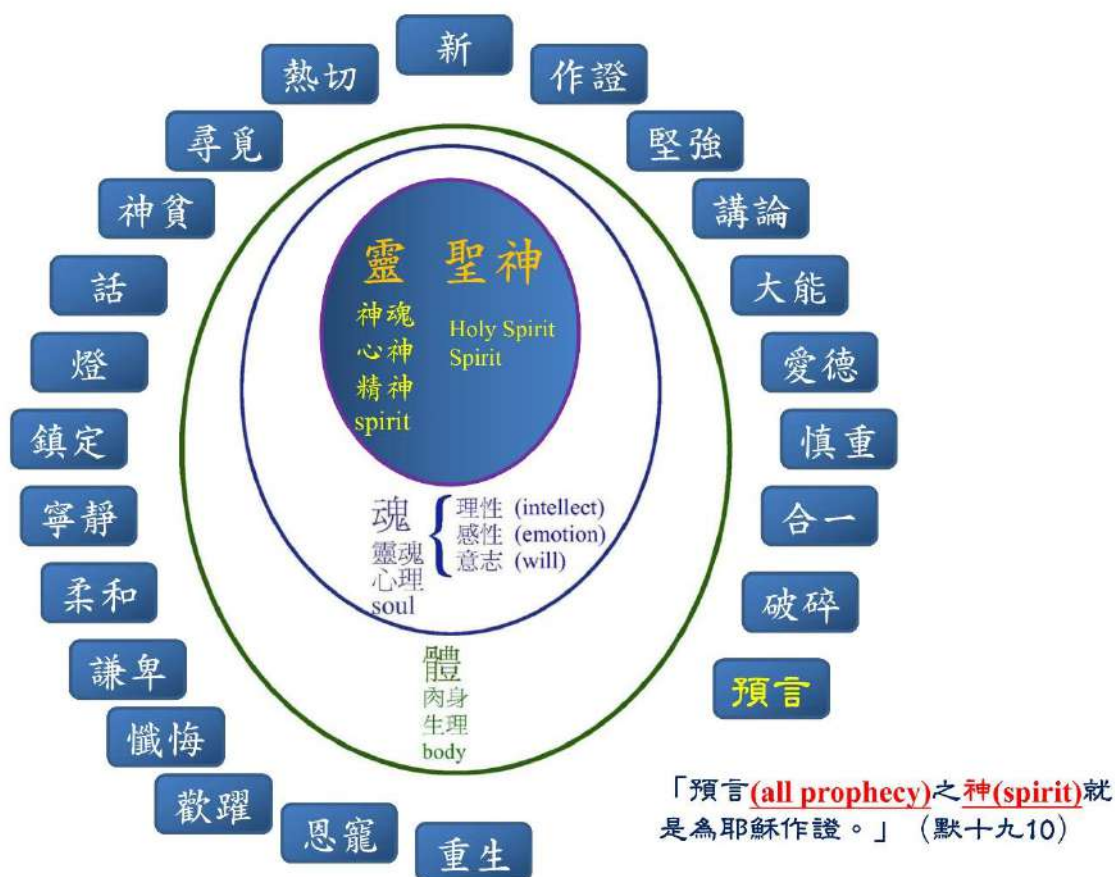 新
熱切
作證
尋覓
堅強
神貧
講論
話
大能
燈
愛德
鎮定
慎重
寧靜
合一
柔和
破碎
謙卑
預言
懺悔
歡躍
恩寵
重生
靈 聖神
神魂
心神
精神
spirit
Holy Spirit
Spirit
魂
靈魂
心理
soul
{
理性 (intellect)
感性 (emotion)
意志 (will)
體
肉身
生理
body
「預言(all prophecy)之神(spirit)就
是為耶穌作證。」（默十九10）